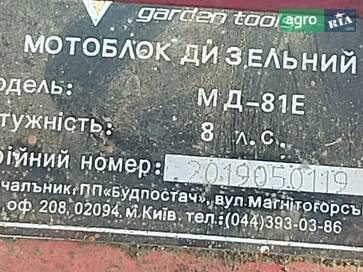 garden tools
agro RIA
МОТОБЛОК ДИЗЕЛЬНИЙ
одель: МД-81Е
тужність: 8 л.с.
рійний номер: 2019050119
чальник: ПП«Будпостач», вул.Магнітогорсь
оф. 208, 02094, м.Київ. тел.:(044)393-03-86